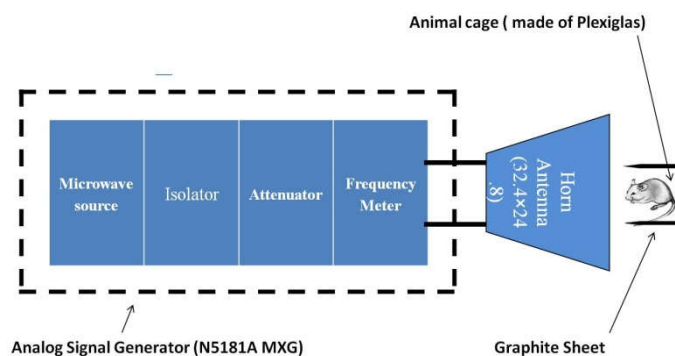 Animal cage ( made of Plexiglas)
Microwave
source
Isolator
Attenuator
Frequency
Meter
Horn
Antenna
(32.4×24
.8)
Analog Signal Generator (N5181A MXG)
Graphite Sheet